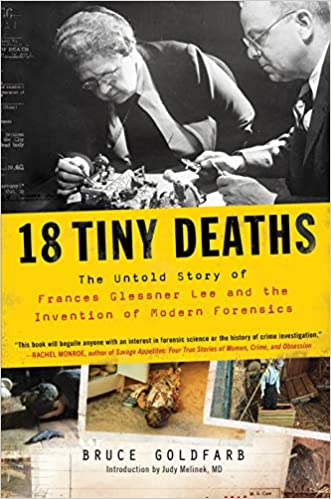 OF DEATH
18 TINY DEATHS
The Untold Story of
Frances Glessner Lee and the
Invention of Modern Forensics
"This book will beguile anyone with an interest in forensic science or the history of crime investigation."
—RACHEL MONROE, author of Savage Appetites: Four True Stories of Women, Crime, and Obsession
BRUCE GOLDFARB
Introduction by Judy Melinek, MD